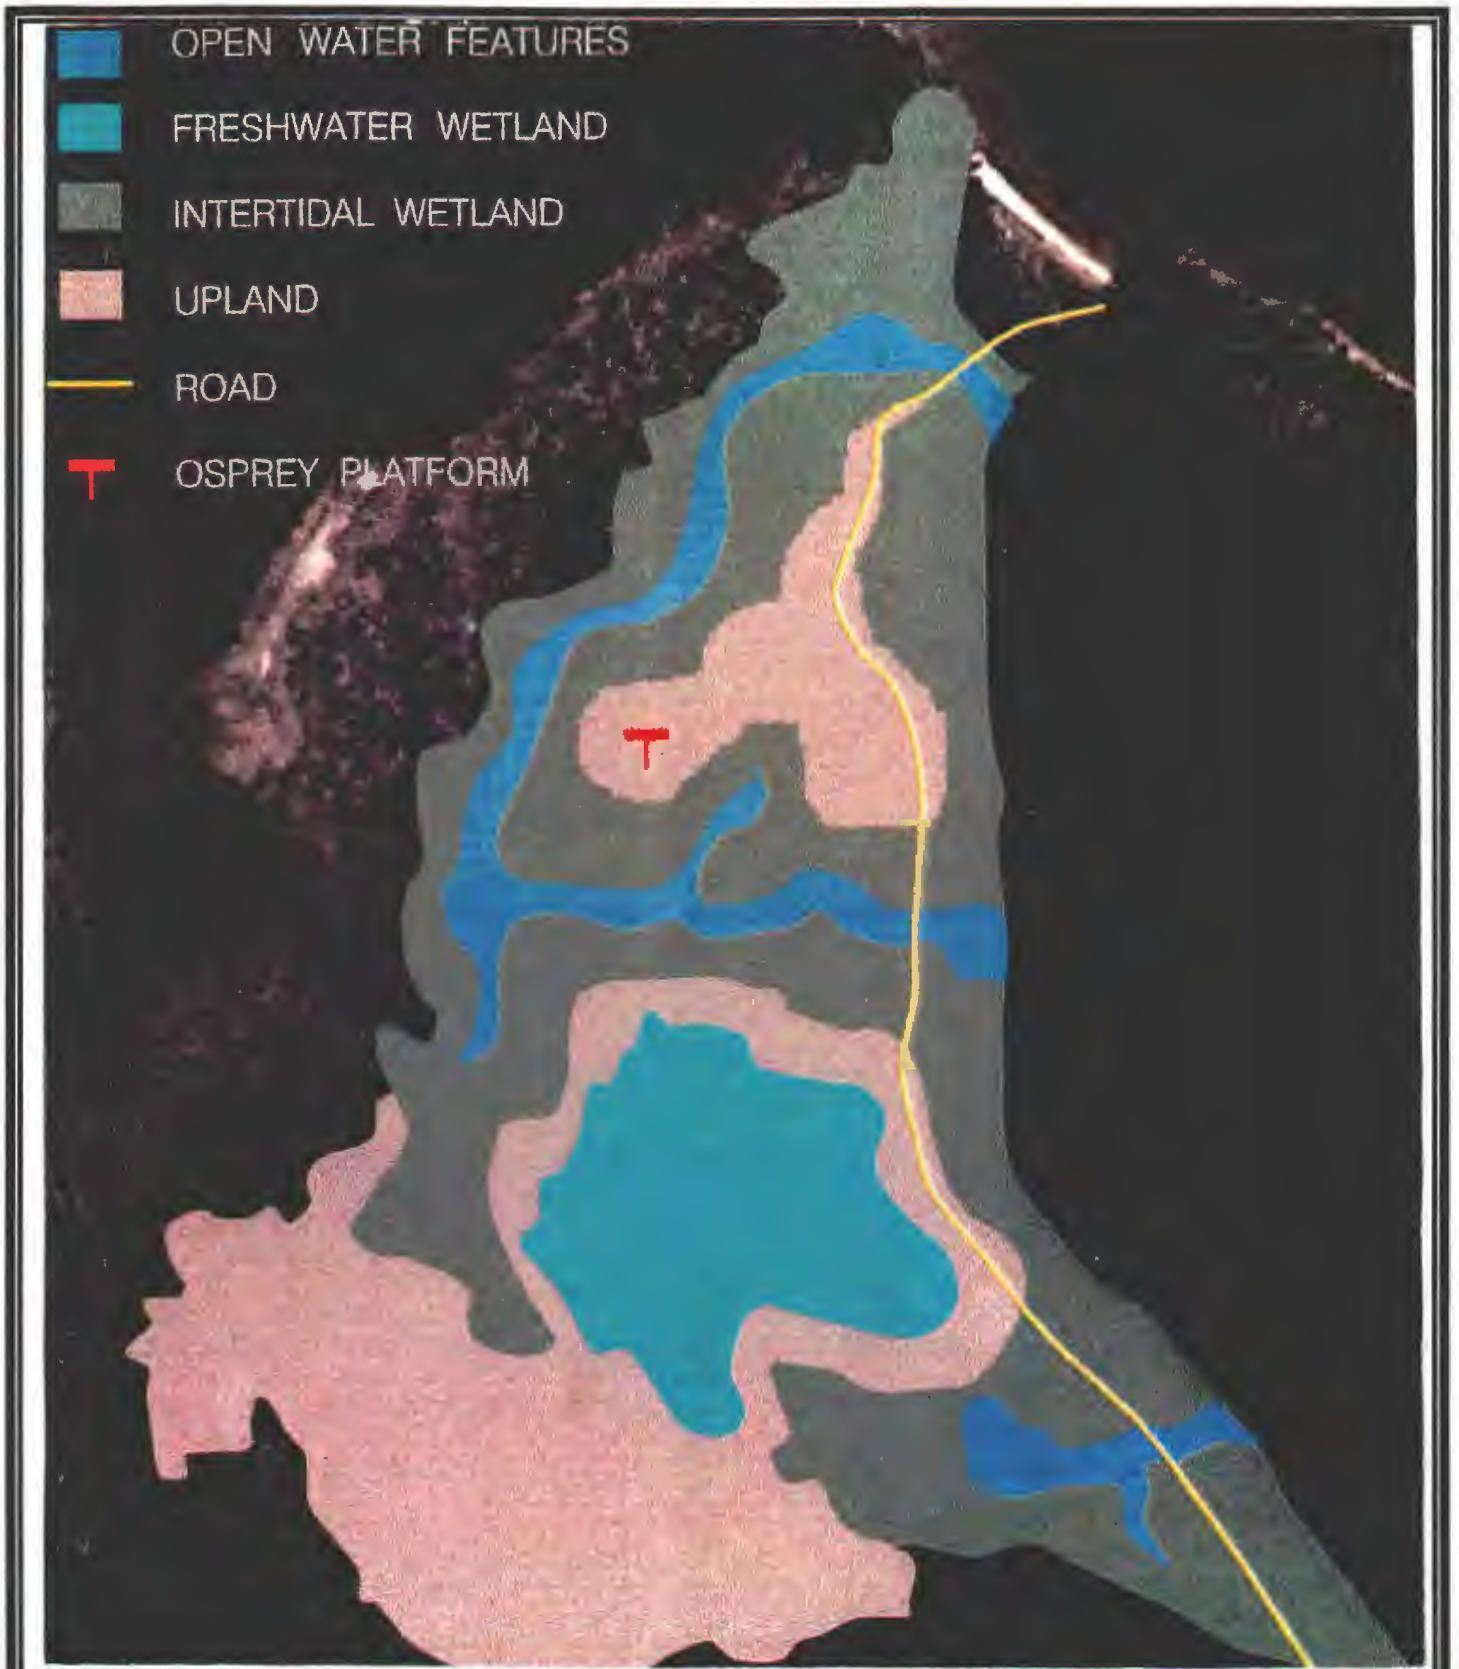 OPEN WATER FEATURES
FRESHWATER WETLAND
INTERTIDAL WETLAND
UPLAND
ROAD
OSPREY PLATFORM